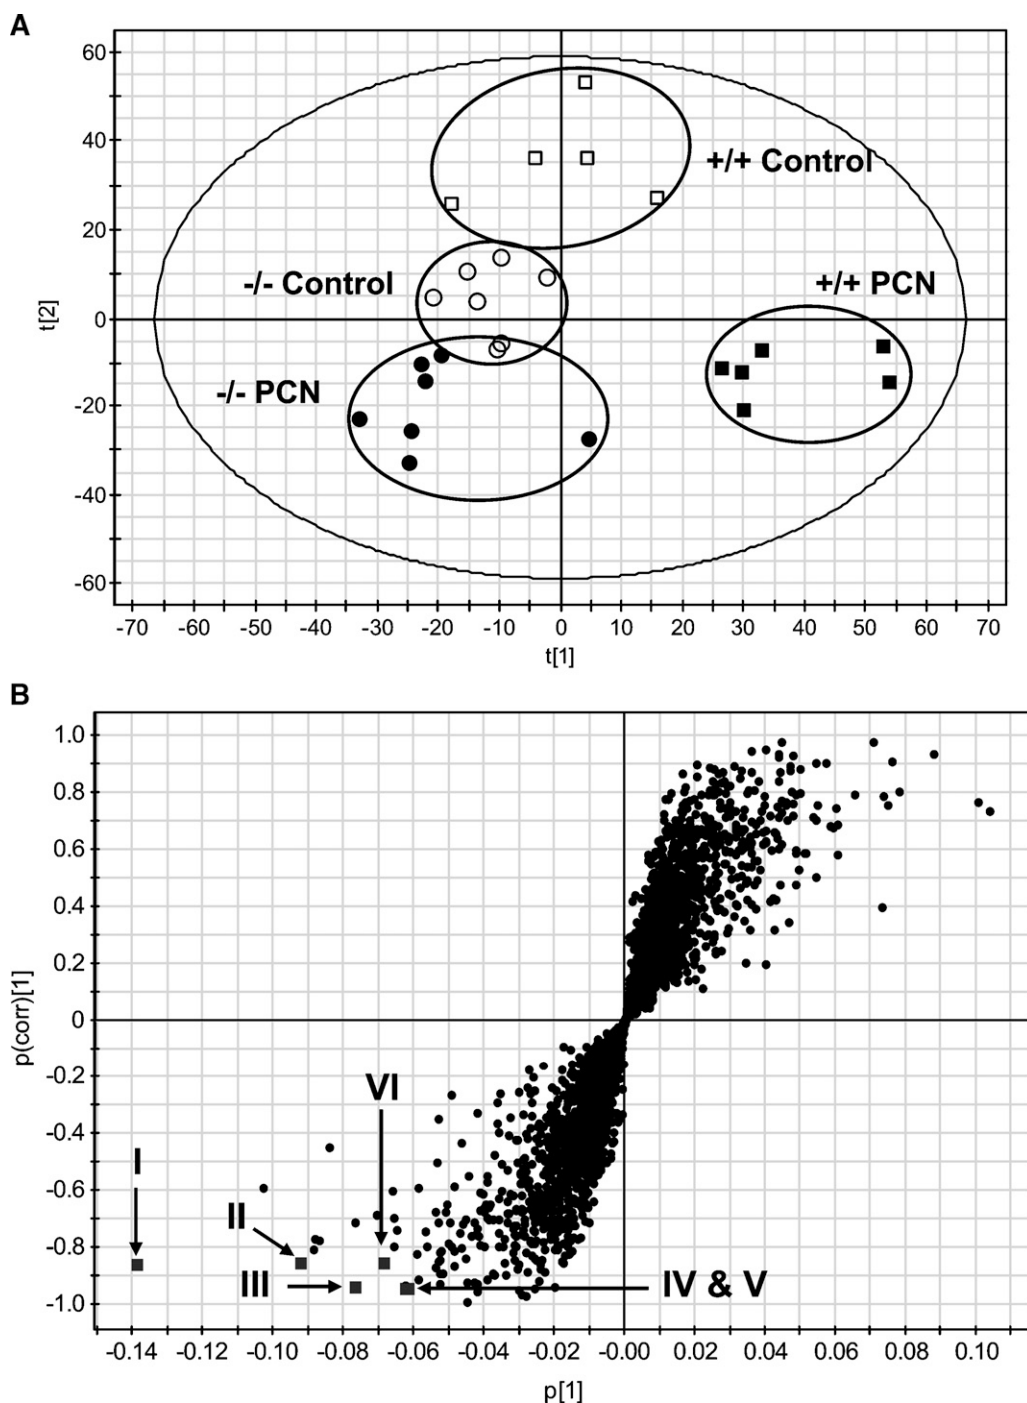 A
60
40
20
0
-20
-40
-60
t[2]
+/+ Control
-/- Control
+/+ PCN
-/- PCN
-70 -60 -50 -40 -30 -20 -10 0 10 20 30 40 50 60 70
t[1]
B
1.0
0.8
0.6
0.4
0.2
0
-0.2
-0.4
-0.6
-0.8
-1.0
p(corr)[1]
VI
I
II
III
IV & V
-0.14 -0.12 -0.10 -0.08 -0.06 -0.04 -0.02 -0.00 0.02 0.04 0.06 0.08 0.10
p[1]